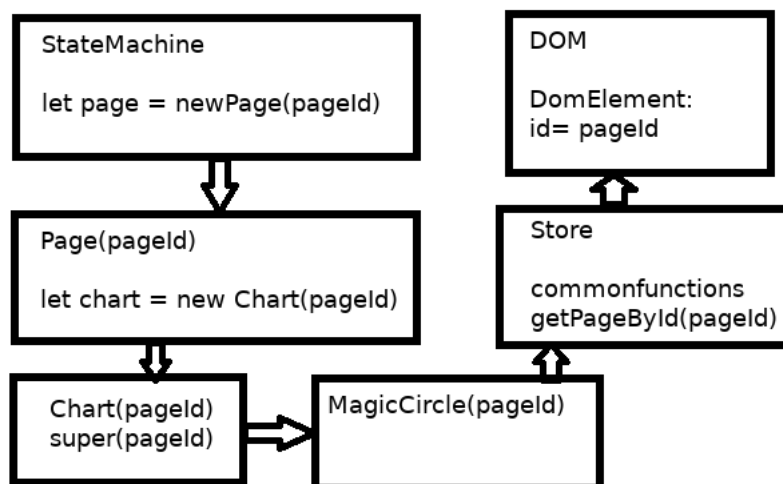 StateMachine
let page = newPage(pageId)
Page(pageId)
let chart = new Chart(pageId)
Chart(pageId)
super(pageId)
MagicCircle(pageId)
Store
commonfunctions
getPageById(pageId)
DOM
DomElement:
id= pageId